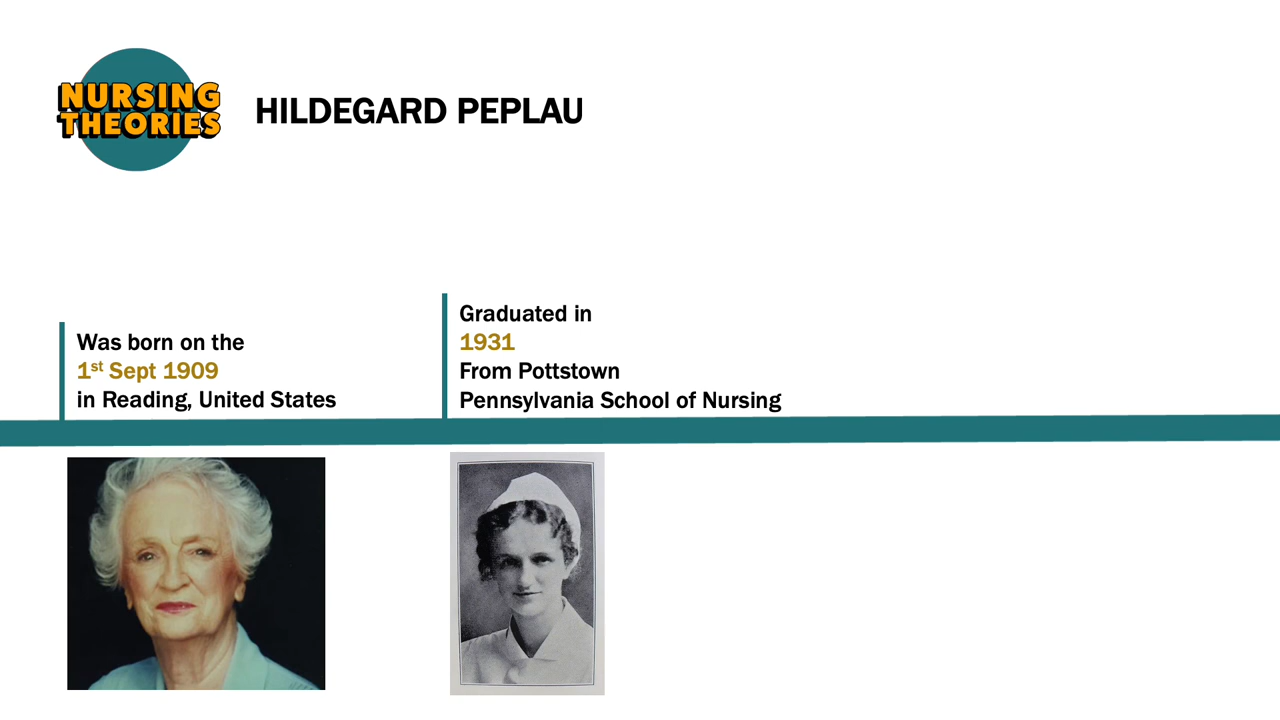 NURSING
THEORIES
HILDEGARD PEPLAU
Was born on the
1st Sept 1909
in Reading, United States
Graduated in
1931
From Pottstown
Pennsylvania School of Nursing